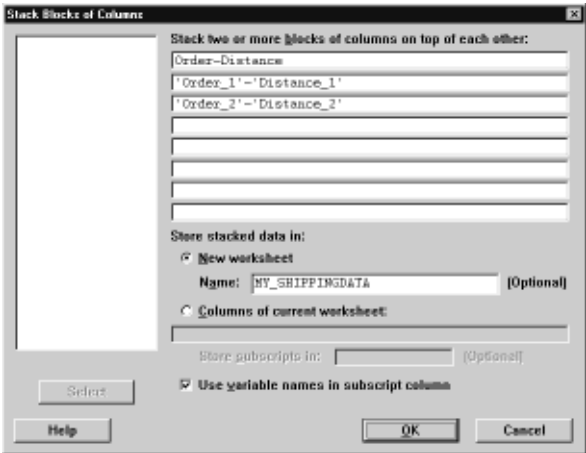 Stack Blocks of Columns
Stack two or more blocks of columns on top of each other:
Order-Distance
'Order_1'-'Distance_1'
'Order_2'-'Distance_2'
Store stacked data in:
New worksheet
Name: MY_SHIPPINGDATA (Optional)
Columns of current worksheet:
Store subscripts in: (Optional)
Select
Use variable names in subscript column
Help OK Cancel